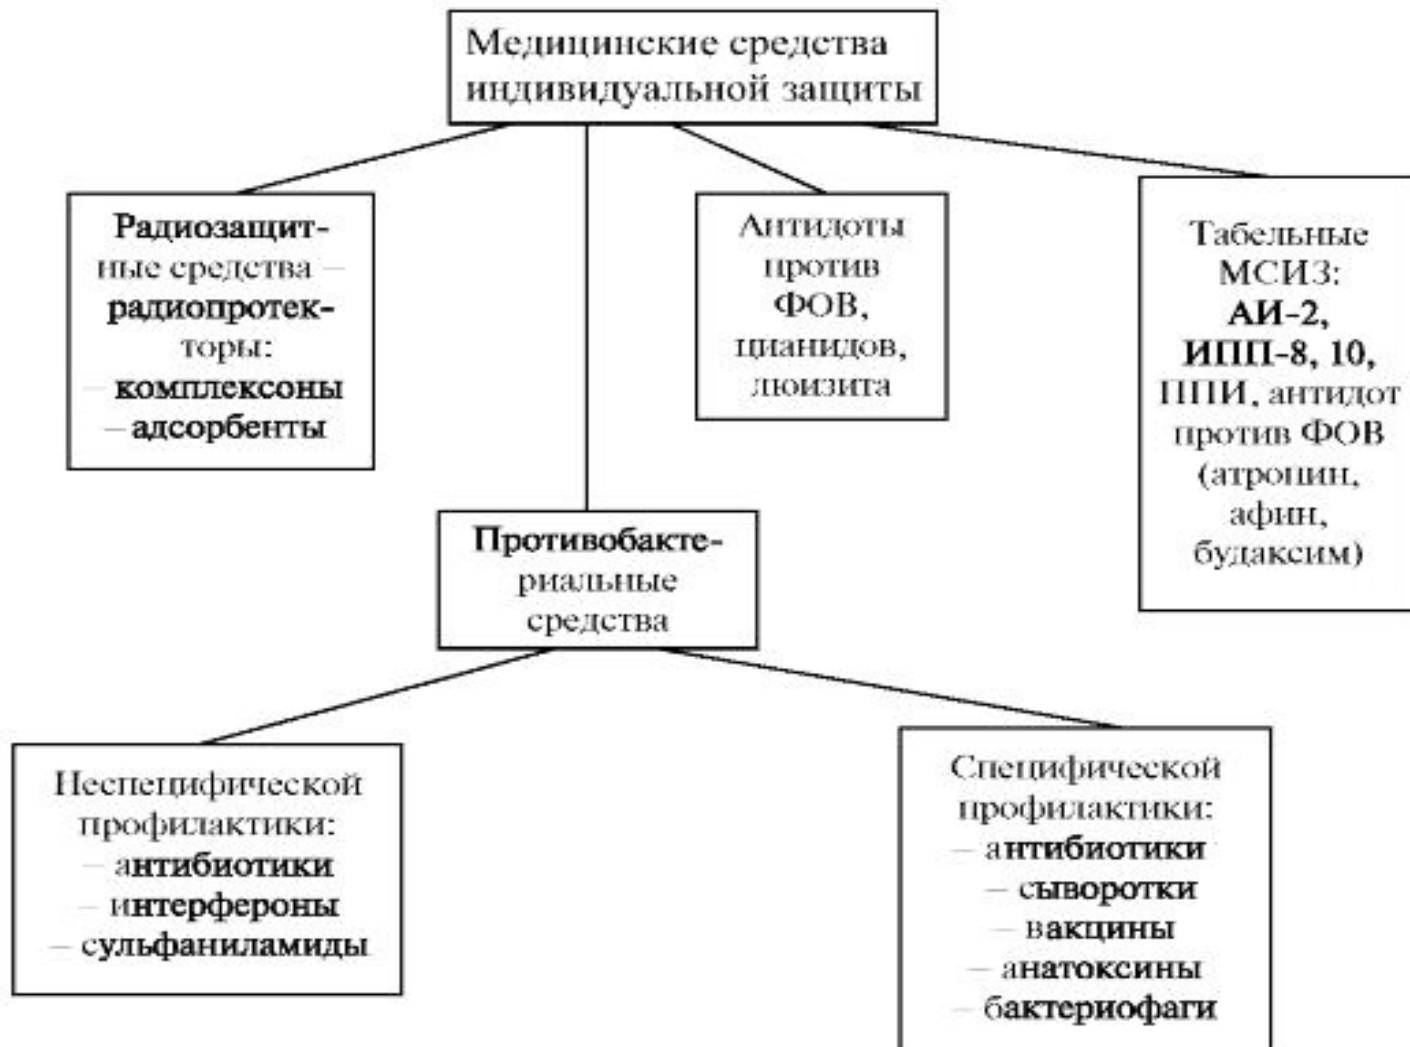 Медицинские средства
индивидуальной защиты
Радиозащит-
ные средства –
радиопротек-
торы:
– комплексоны
– адсорбенты
Антидоты
против
ФОВ,
цианидов,
люизита
Табельные
МСИЗ:
АИ-2,
ИПП-8, 10,
ППИ, антидот
против ФОВ
(атропин,
афин,
будаксим)
Противобакте-
риальные
средства
Неспецифической
профилактики:
– антибиотики
– интерфероны
– сульфаниламиды
Специфической
профилактики:
– антибиотики
– сыворотки
– вакцины
– анатоксины
– бактериофаги